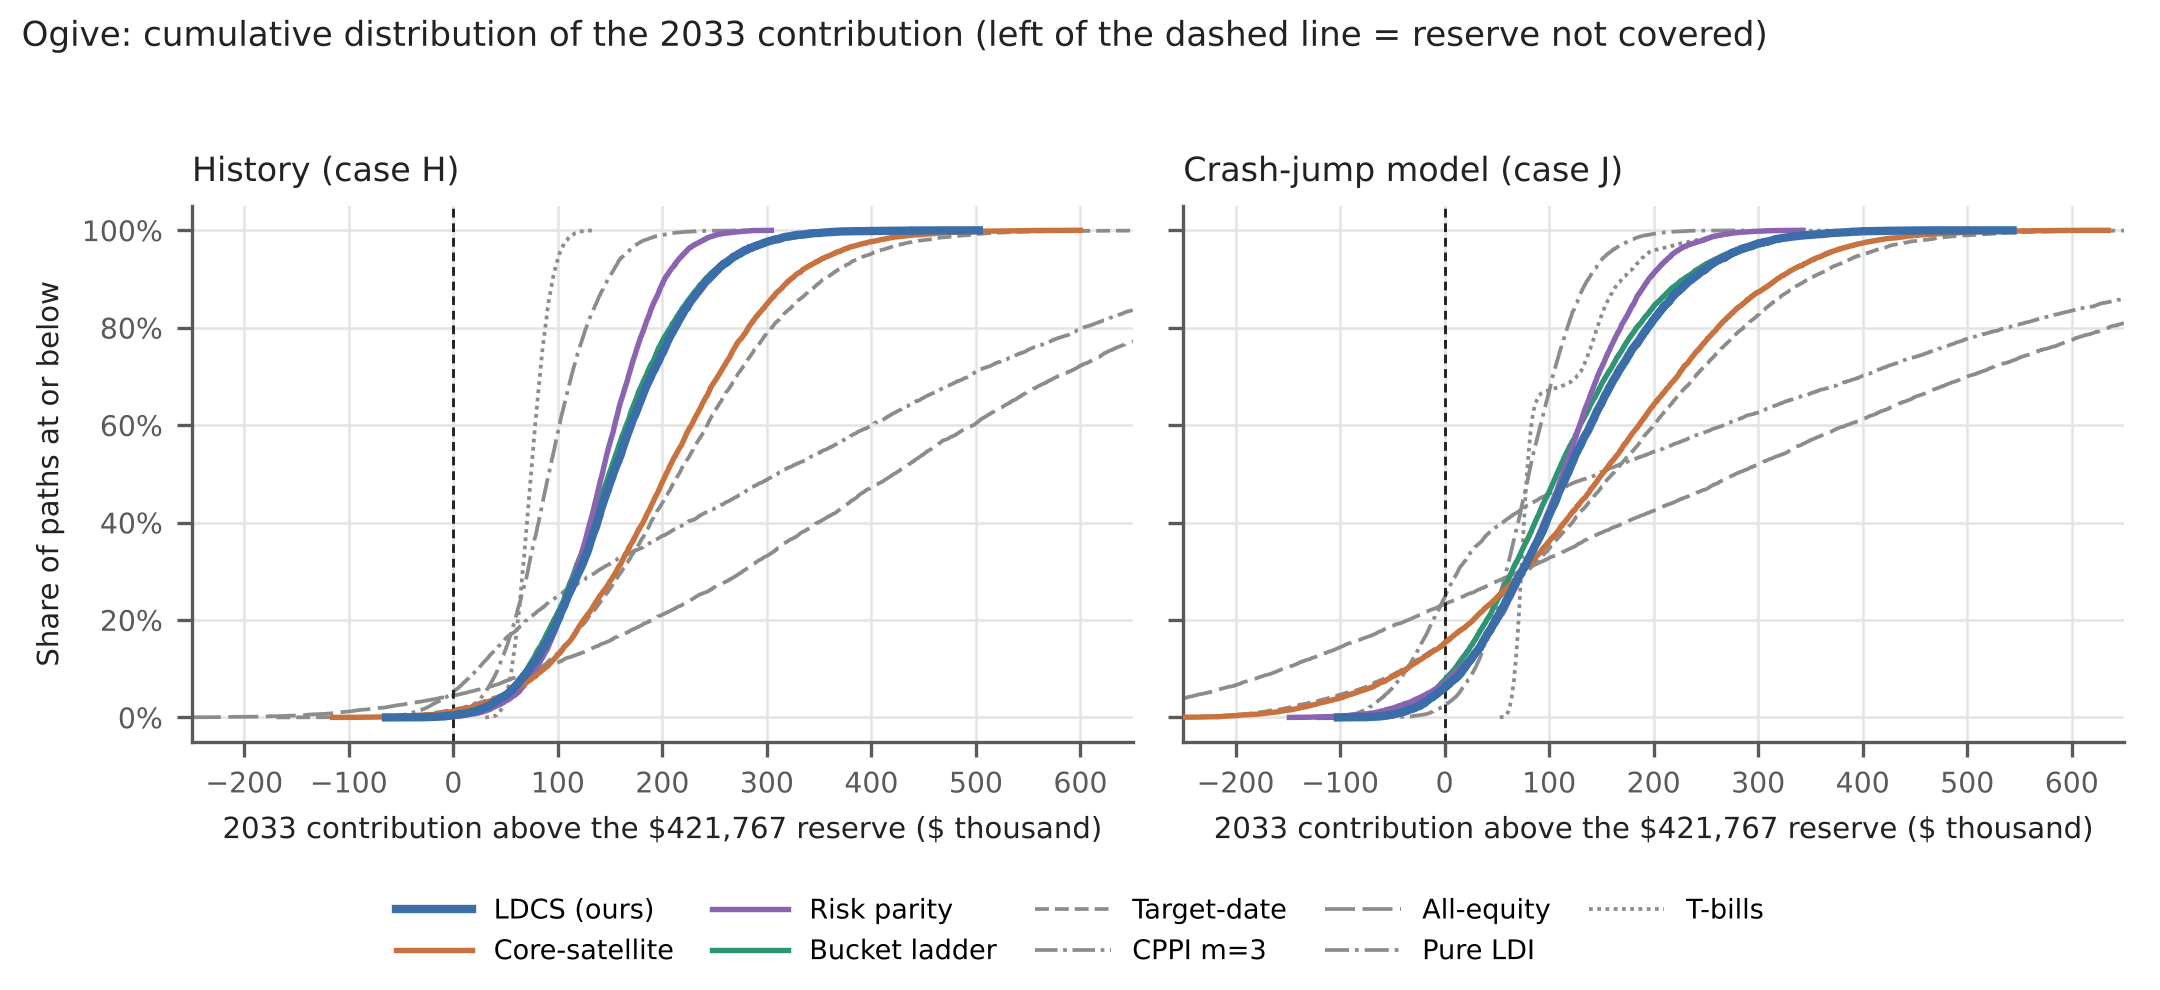 Ogive: cumulative distribution of the 2033 contribution (left of the dashed line = reserve not covered)
History (case H)
Crash-jump model (case J)
Share of paths at or below
100%
80%
60%
40%
20%
0%
−200 −100 0 100 200 300 400 500 600
−200 −100 0 100 200 300 400 500 600
2033 contribution above the $421,767 reserve ($ thousand)
2033 contribution above the $421,767 reserve ($ thousand)
LDCS (ours) Risk parity Target-date All-equity T-bills
Core-satellite Bucket ladder CPPI m=3 Pure LDI